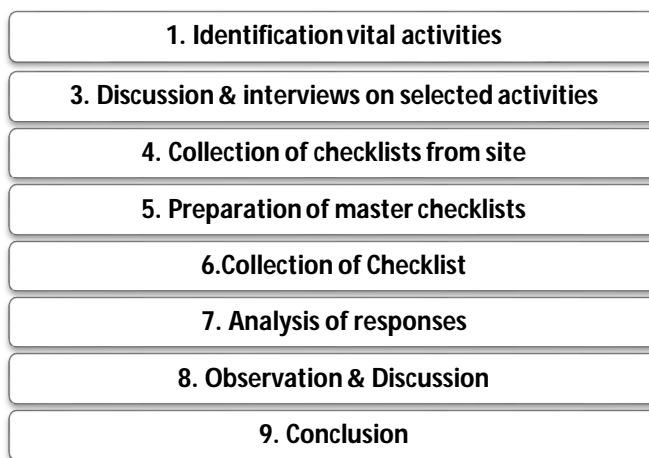 1. Identification vital activities
3. Discussion & interviews on selected activities
4. Collection of checklists from site
5. Preparation of master checklists
6.Collection of Checklist
7. Analysis of responses
8. Observation & Discussion
9. Conclusion